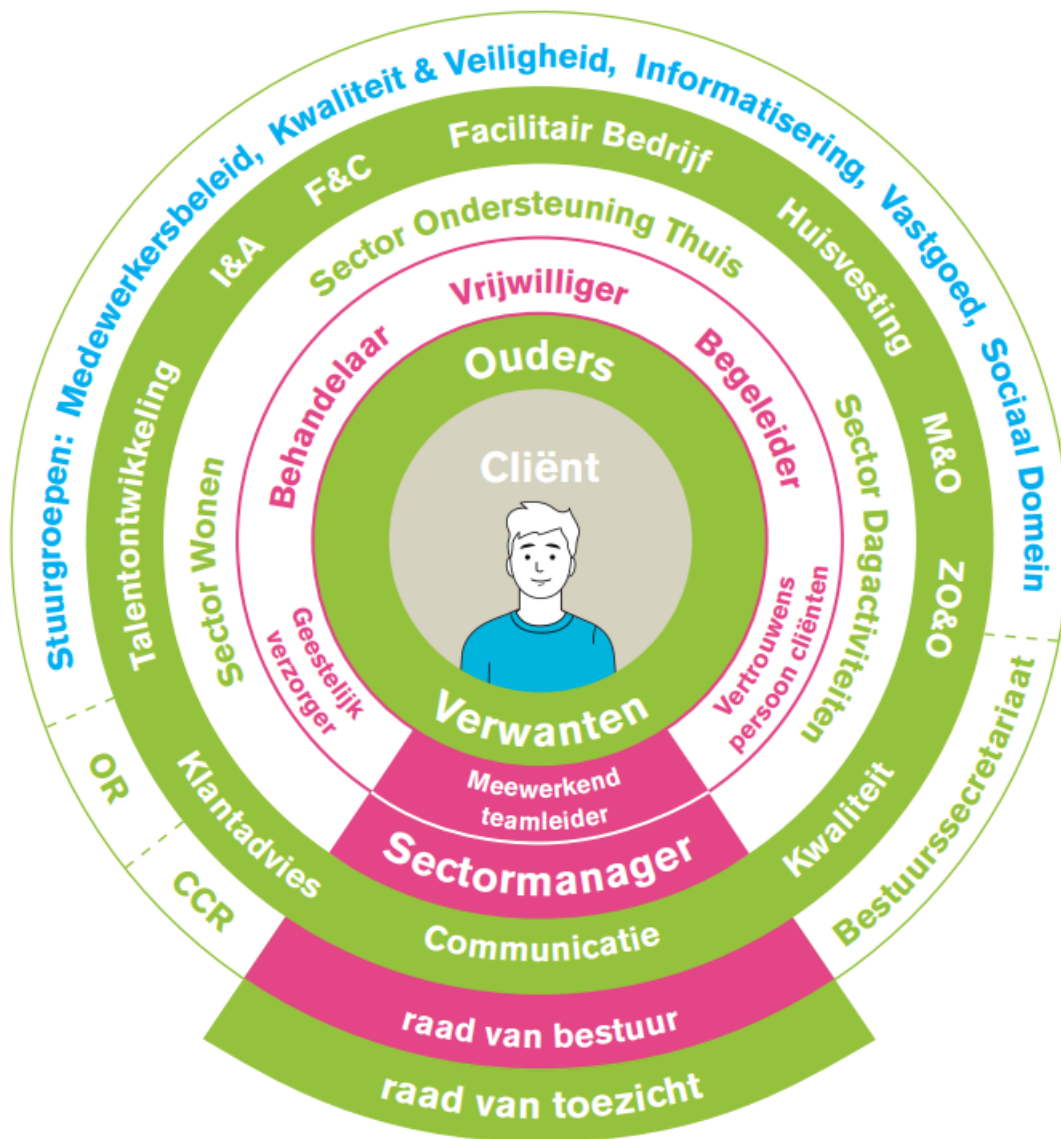 Stuurgroepen: Medewerkersbeleid, Kwaliteit & Veiligheid, Informatisering, Vastgoed, Sociaal Domein
Klantadvies
Talentontwikkeling
I&A
F&C
Facilitair Bedrijf
Huisvesting
M&O
ZO&O
Kwaliteit
Communicatie
Sector Wonen
Sector Ondersteuning Thuis
Sector Dagactiviteiten
Geestelijk
verzorger
Behandelaar
Vrijwilliger
Begeleider
Vertrouwens
persoon cliënten
Ouders
Cliënt
Verwanten
Meewerkend
teamleider
Sectormanager
OR
CCR
Bestuurssecretariaat
raad van bestuur
raad van toezicht